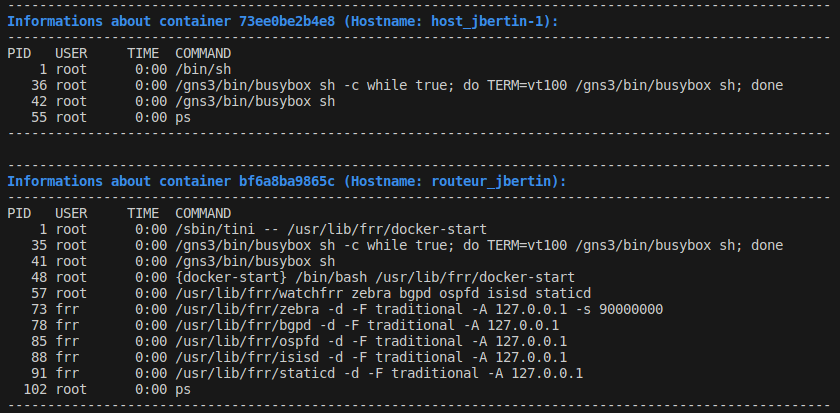 --------------------------------------------------------------------------------------------------------
Informations about container 73ee0be2b4e8 (Hostname: host_jbertin-1):
--------------------------------------------------------------------------------------------------------
PID   USER     TIME  COMMAND
    1 root      0:00 /bin/sh
   36 root      0:00 /gns3/bin/busybox sh -c while true; do TERM=vt100 /gns3/bin/busybox sh; done
   42 root      0:00 /gns3/bin/busybox sh
   55 root      0:00 ps
--------------------------------------------------------------------------------------------------------
--------------------------------------------------------------------------------------------------------
Informations about container bf6a8ba9865c (Hostname: routeur_jbertin):
--------------------------------------------------------------------------------------------------------
PID   USER     TIME  COMMAND
    1 root      0:00 /sbin/tini -- /usr/lib/frr/docker-start
   35 root      0:00 /gns3/bin/busybox sh -c while true; do TERM=vt100 /gns3/bin/busybox sh; done
   41 root      0:00 /gns3/bin/busybox sh
   48 root      0:00 {docker-start} /bin/bash /usr/lib/frr/docker-start
   57 root      0:00 /usr/lib/frr/watchfrr zebra bgpd ospfd isisd staticd
   73 frr       0:00 /usr/lib/frr/zebra -d -F traditional -A 127.0.0.1 -s 90000000
   78 frr       0:00 /usr/lib/frr/bgpd -d -F traditional -A 127.0.0.1
   85 frr       0:00 /usr/lib/frr/ospfd -d -F traditional -A 127.0.0.1
   88 frr       0:00 /usr/lib/frr/isisd -d -F traditional -A 127.0.0.1
   91 frr       0:00 /usr/lib/frr/staticd -d -F traditional -A 127.0.0.1
  102 root      0:00 ps
--------------------------------------------------------------------------------------------------------